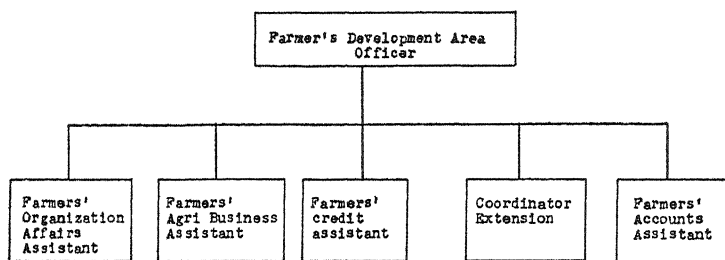 Farmer's Development Area
Officer
Farmers'
Organization
Affairs
Assistant
Farmers'
Agri Business
Assistant
Farmers'
credit
assistant
Coordinator
Extension
Farmers'
Accounts
Assistant